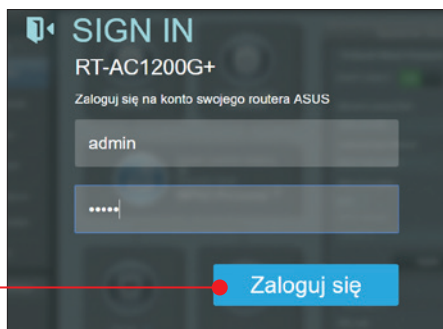 SIGN IN
RT-AC1200G+
Zaloguj się na konto swojego routera ASUS
admin
•••••
Zaloguj się